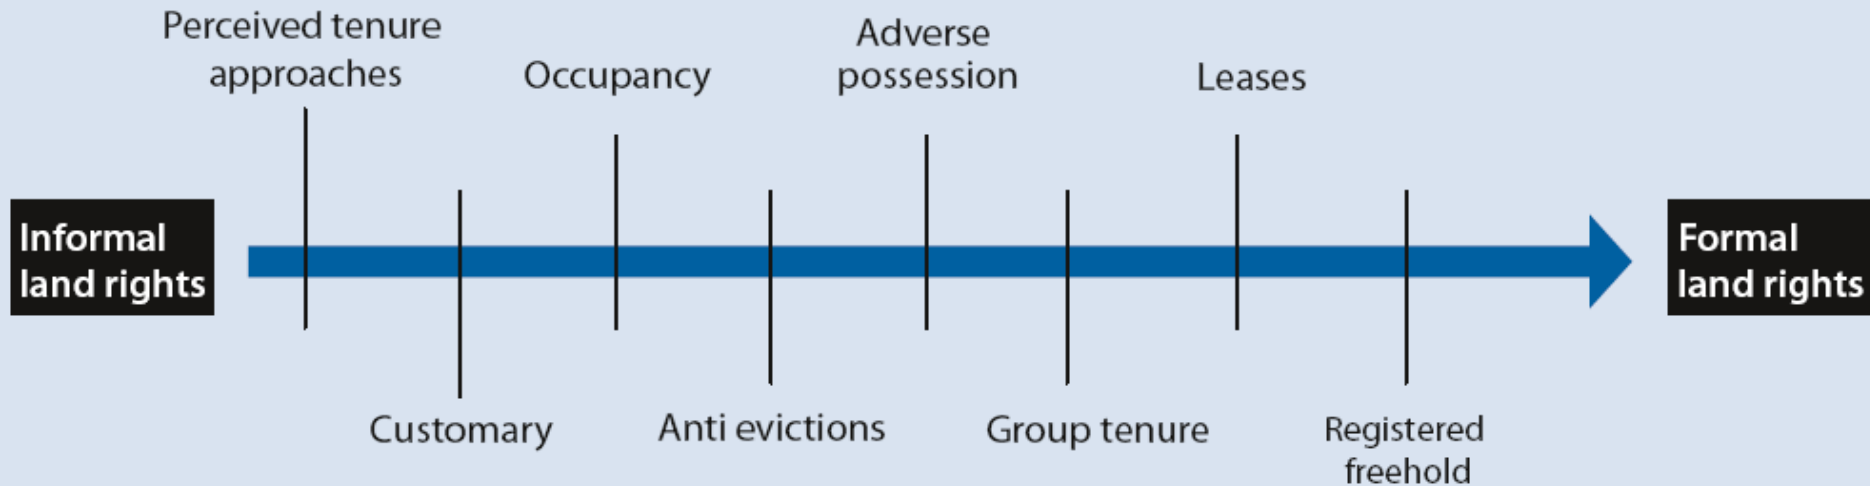 Perceived tenure
approaches
Occupancy
Adverse
possession
Leases
Informal
land rights
Formal
land rights
Customary
Anti evictions
Group tenure
Registered
freehold